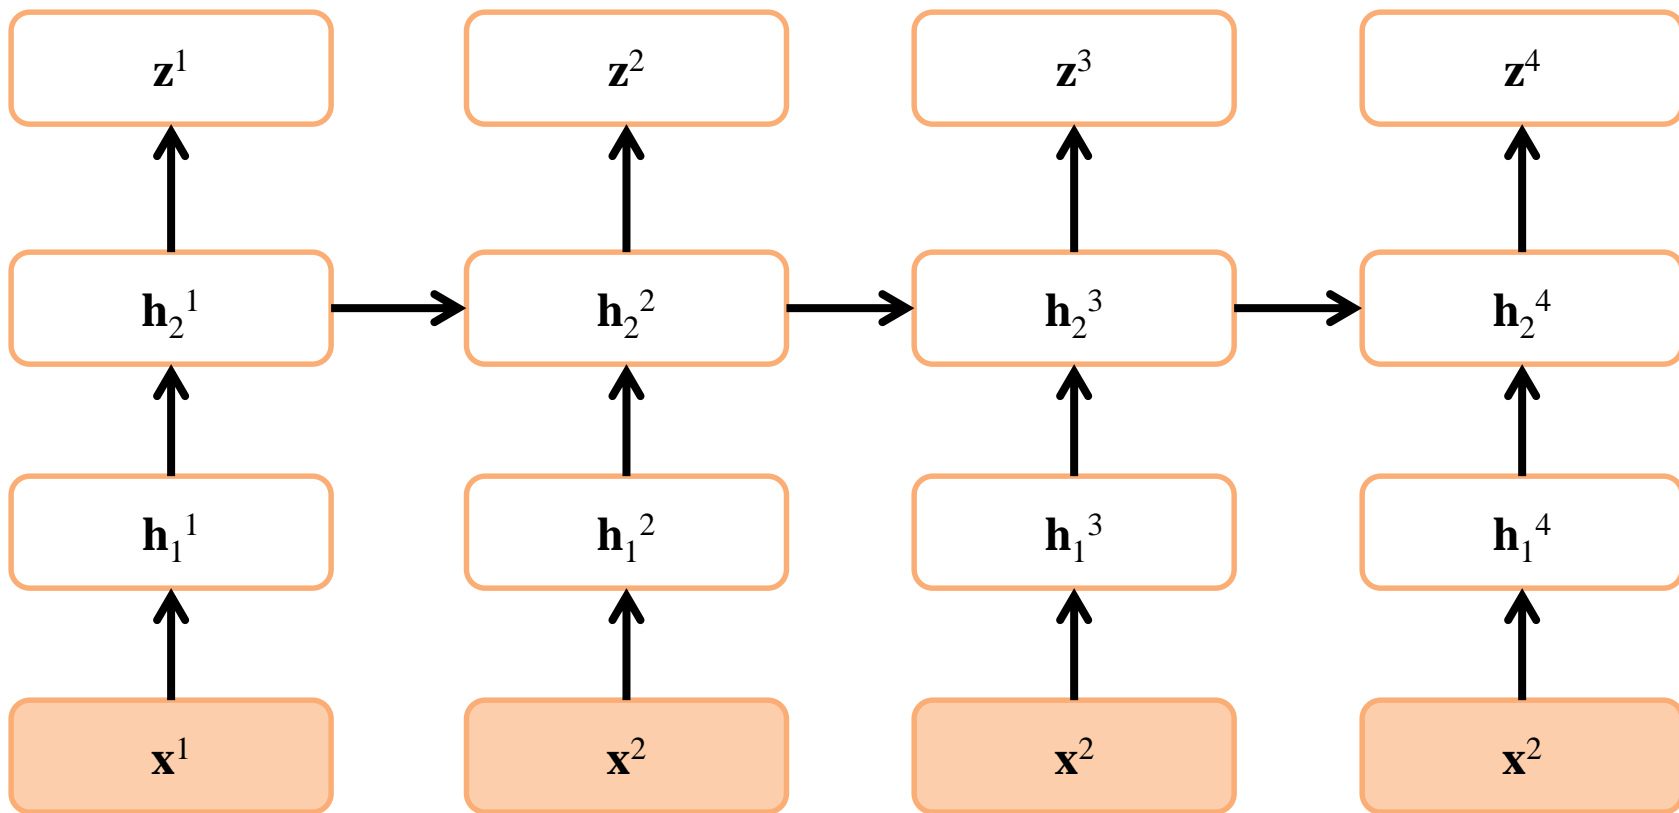 z¹ z² z³ z⁴
h₂¹ h₂² h₂³ h₂⁴
h₁¹ h₁² h₁³ h₁⁴
x¹ x² x² x²